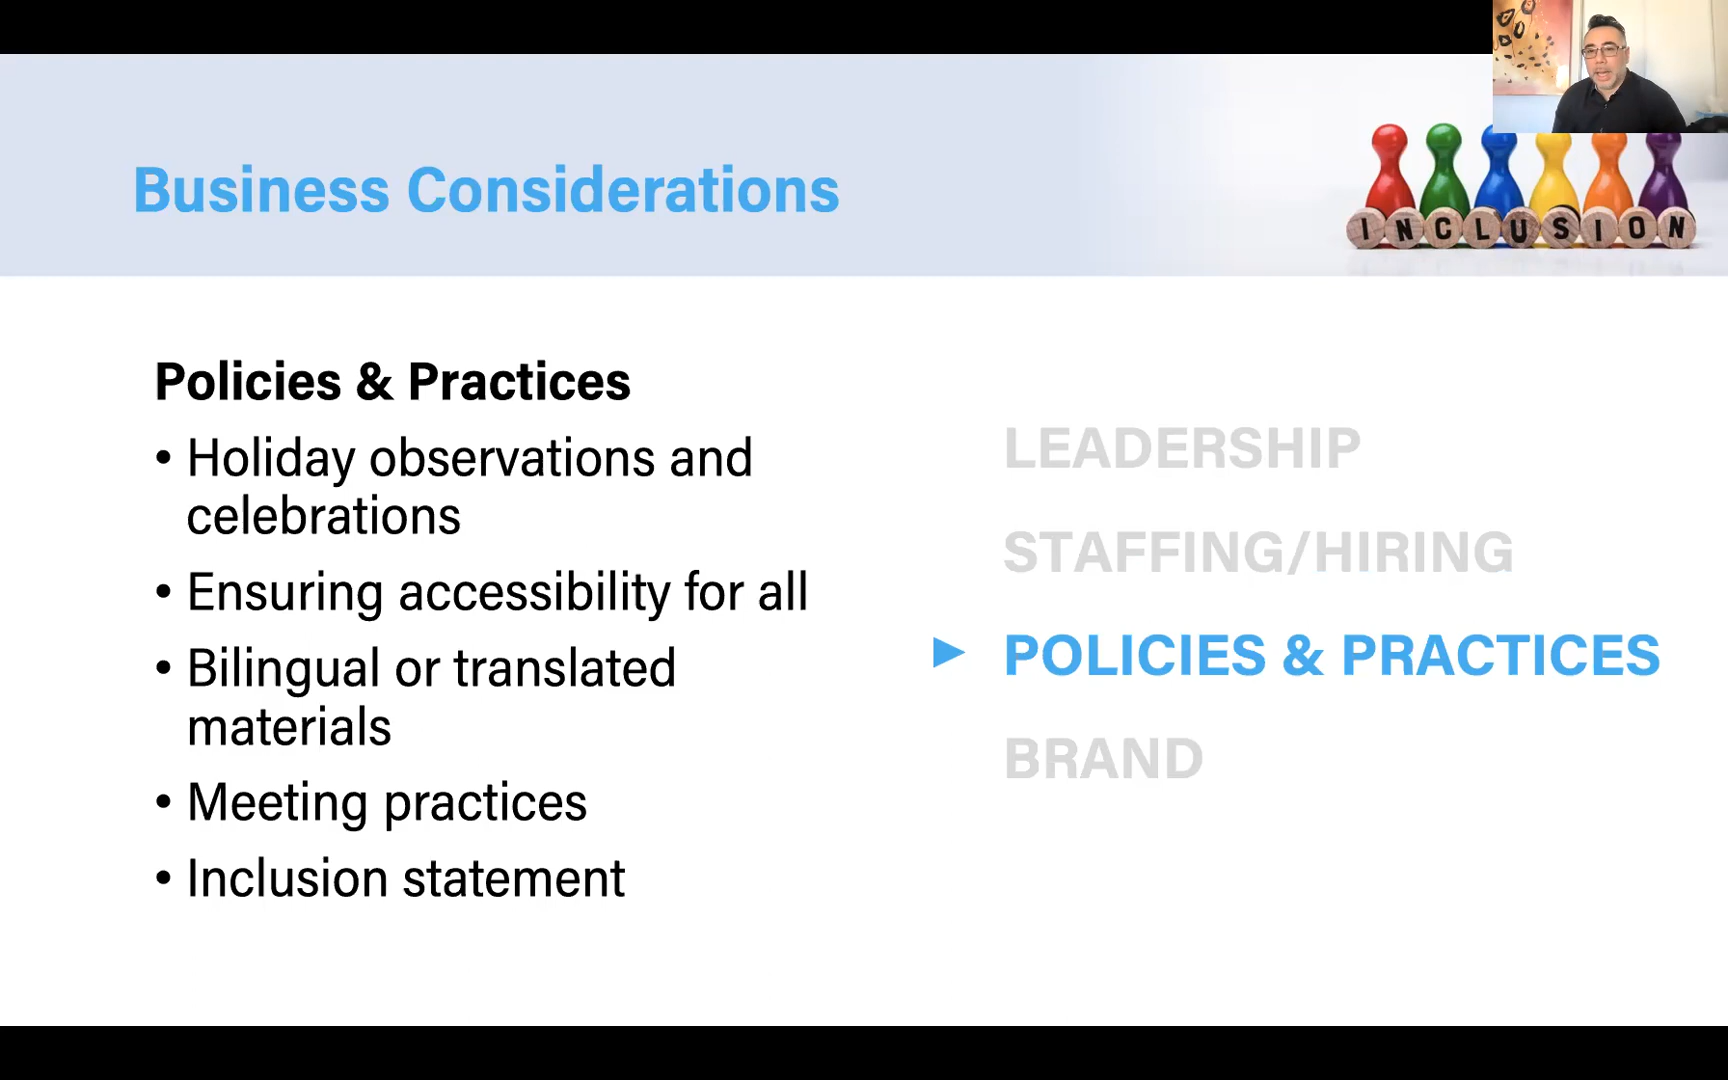 Business Considerations
INCLUSION
Policies & Practices
• Holiday observations and
celebrations
• Ensuring accessibility for all
• Bilingual or translated
materials
• Meeting practices
• Inclusion statement
LEADERSHIP
STAFFING/HIRING
POLICIES & PRACTICES
BRAND